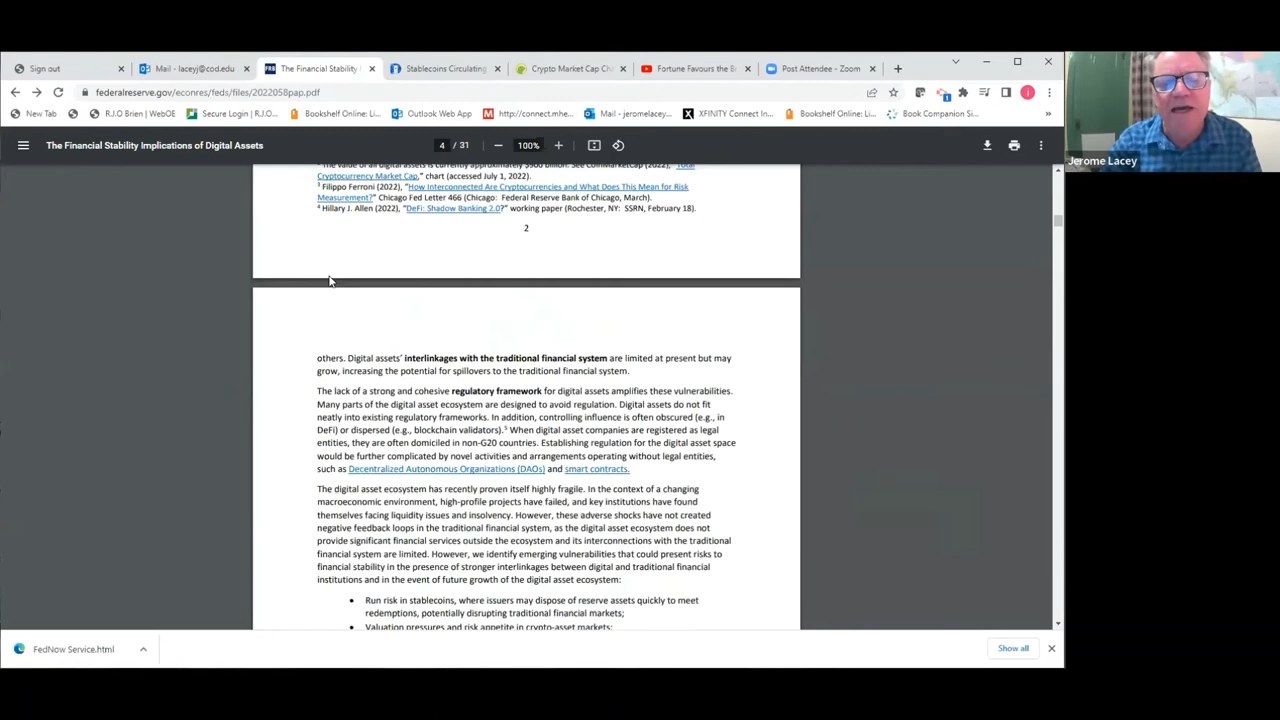 Sign out
Mail - laceyj@cod.edu
The Financial Stability
Stablecoins Circulating
Crypto Market Cap Ch
Fortune Favours the B
Post Attendee - Zoom
federalreserve.gov/econres/feds/files/2022058pap.pdf
New Tab
R.J.O Brien | WebOE
Secure Login | R.J.O...
Bookshelf Online: Li...
Outlook Web App
http://connect.mhe...
Mail - jeromelacey...
XFINITY Connect In...
Bookshelf Online: Li...
Book Companion Si...
»
The Financial Stability Implications of Digital Assets
4 / 31
100%
Jerome Lacey
The value of all digital assets is currently approximately $900 billion. See CoinMarketCap (2022), "Total
Cryptocurrency Market Cap," chart (accessed July 1, 2022).
3 Filippo Ferroni (2022), "How Interconnected Are Cryptocurrencies and What Does This Mean for Risk
Measurement?" Chicago Fed Letter 466 (Chicago: Federal Reserve Bank of Chicago, March).
4 Hillary J. Allen (2022), "DeFi: Shadow Banking 2.0?" working paper (Rochester, NY: SSRN, February 18).
2
others. Digital assets' interlinkages with the traditional financial system are limited at present but may
grow, increasing the potential for spillovers to the traditional financial system.
The lack of a strong and cohesive regulatory framework for digital assets amplifies these vulnerabilities.
Many parts of the digital asset ecosystem are designed to avoid regulation. Digital assets do not fit
neatly into existing regulatory frameworks. In addition, controlling influence is often obscured (e.g., in
DeFi) or dispersed (e.g., blockchain validators).5 When digital asset companies are registered as legal
entities, they are often domiciled in non-G20 countries. Establishing regulation for the digital asset space
would be further complicated by novel activities and arrangements operating without legal entities,
such as Decentralized Autonomous Organizations (DAOs) and smart contracts.
The digital asset ecosystem has recently proven itself highly fragile. In the context of a changing
macroeconomic environment, high-profile projects have failed, and key institutions have found
themselves facing liquidity issues and insolvency. However, these adverse shocks have not created
negative feedback loops in the traditional financial system, as the digital asset ecosystem does not
provide significant financial services outside the ecosystem and its interconnections with the traditional
financial system are limited. However, we identify emerging vulnerabilities that could present risks to
financial stability in the presence of stronger interlinkages between digital and traditional financial
institutions and in the event of future growth of the digital asset ecosystem:
• Run risk in stablecoins, where issuers may dispose of reserve assets quickly to meet
redemptions, potentially disrupting traditional financial markets;
• Valuation pressures and risk appetite in crypto-asset markets;
FedNow Service.html
Show all